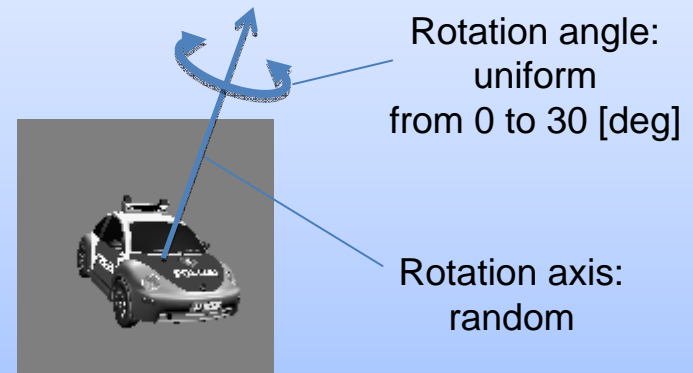 Rotation angle:
uniform
from 0 to 30 [deg]
Rotation axis:
random